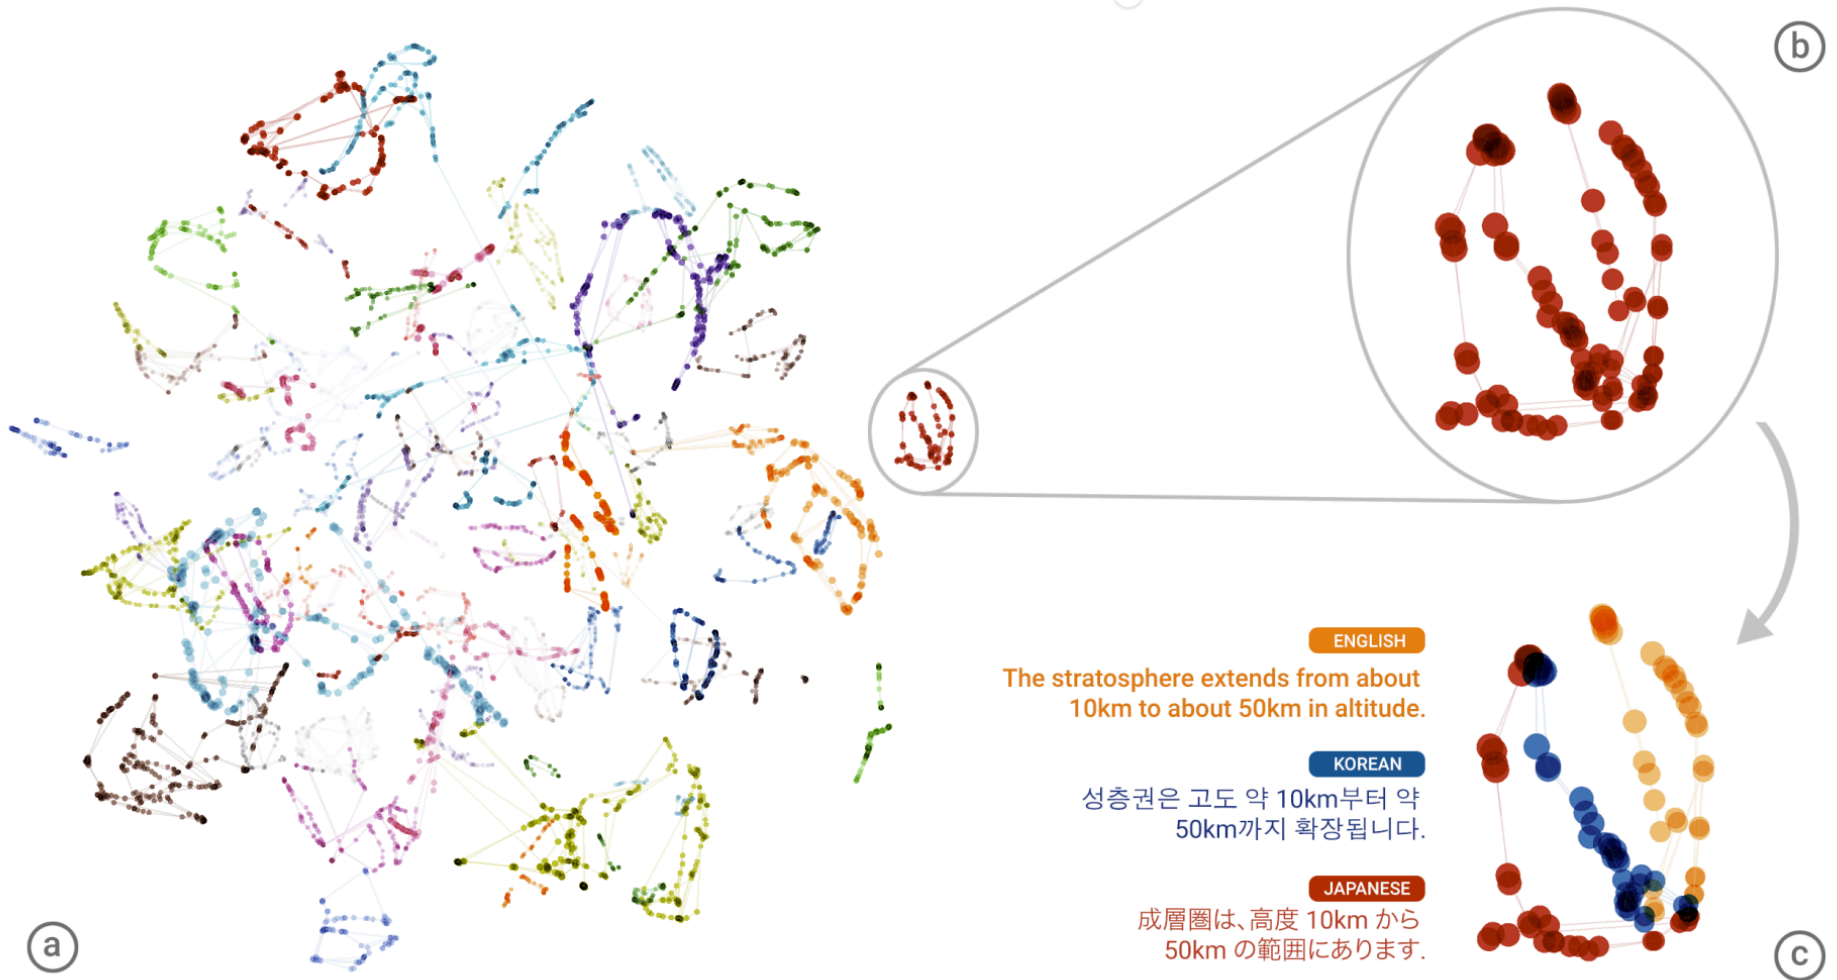 b
ENGLISH
The stratosphere extends from about
10km to about 50km in altitude.
KOREAN
성층권은 고도 약 10km부터 약
50km까지 확장됩니다.
JAPANESE
成層圏は、高度 10km から
50km の範囲にあります.
a
c